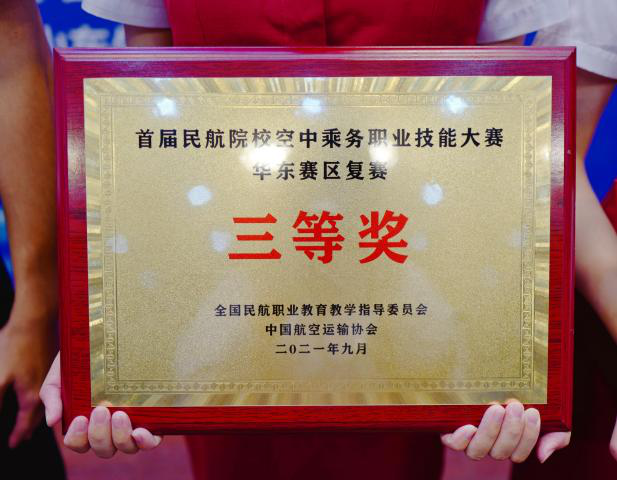 首届民航院校空中乘务职业技能大赛
华东赛区复赛
三等奖
全国民航职业教育教学指导委员会
中国航空运输协会
二〇二一年九月